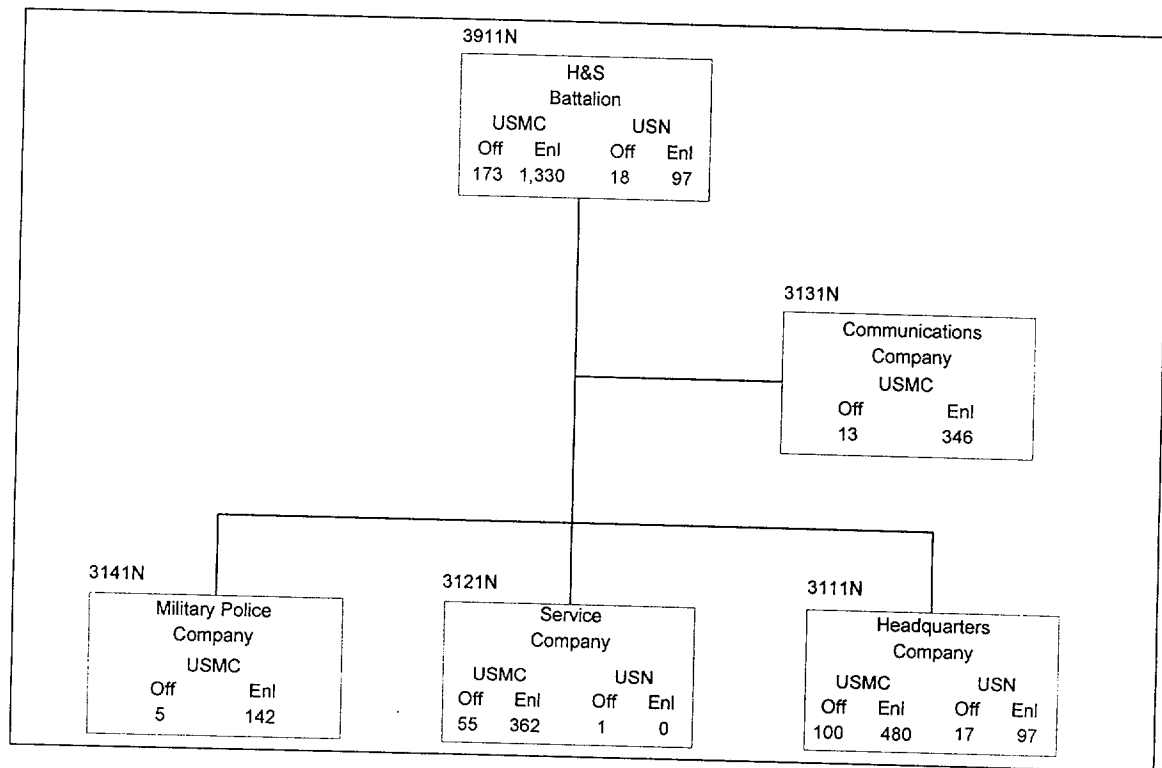 3911N
H&S
Battalion
USMC USN
Off Enl Off Enl
173 1,330 18 97
3131N
Communications
Company
USMC
Off Enl
13 346
3141N
Military Police
Company
USMC
Off Enl
5 142
3121N
Service
Company
USMC USN
Off Enl Off Enl
55 362 1 0
3111N
Headquarters
Company
USMC USN
Off Enl Off Enl
100 480 17 97